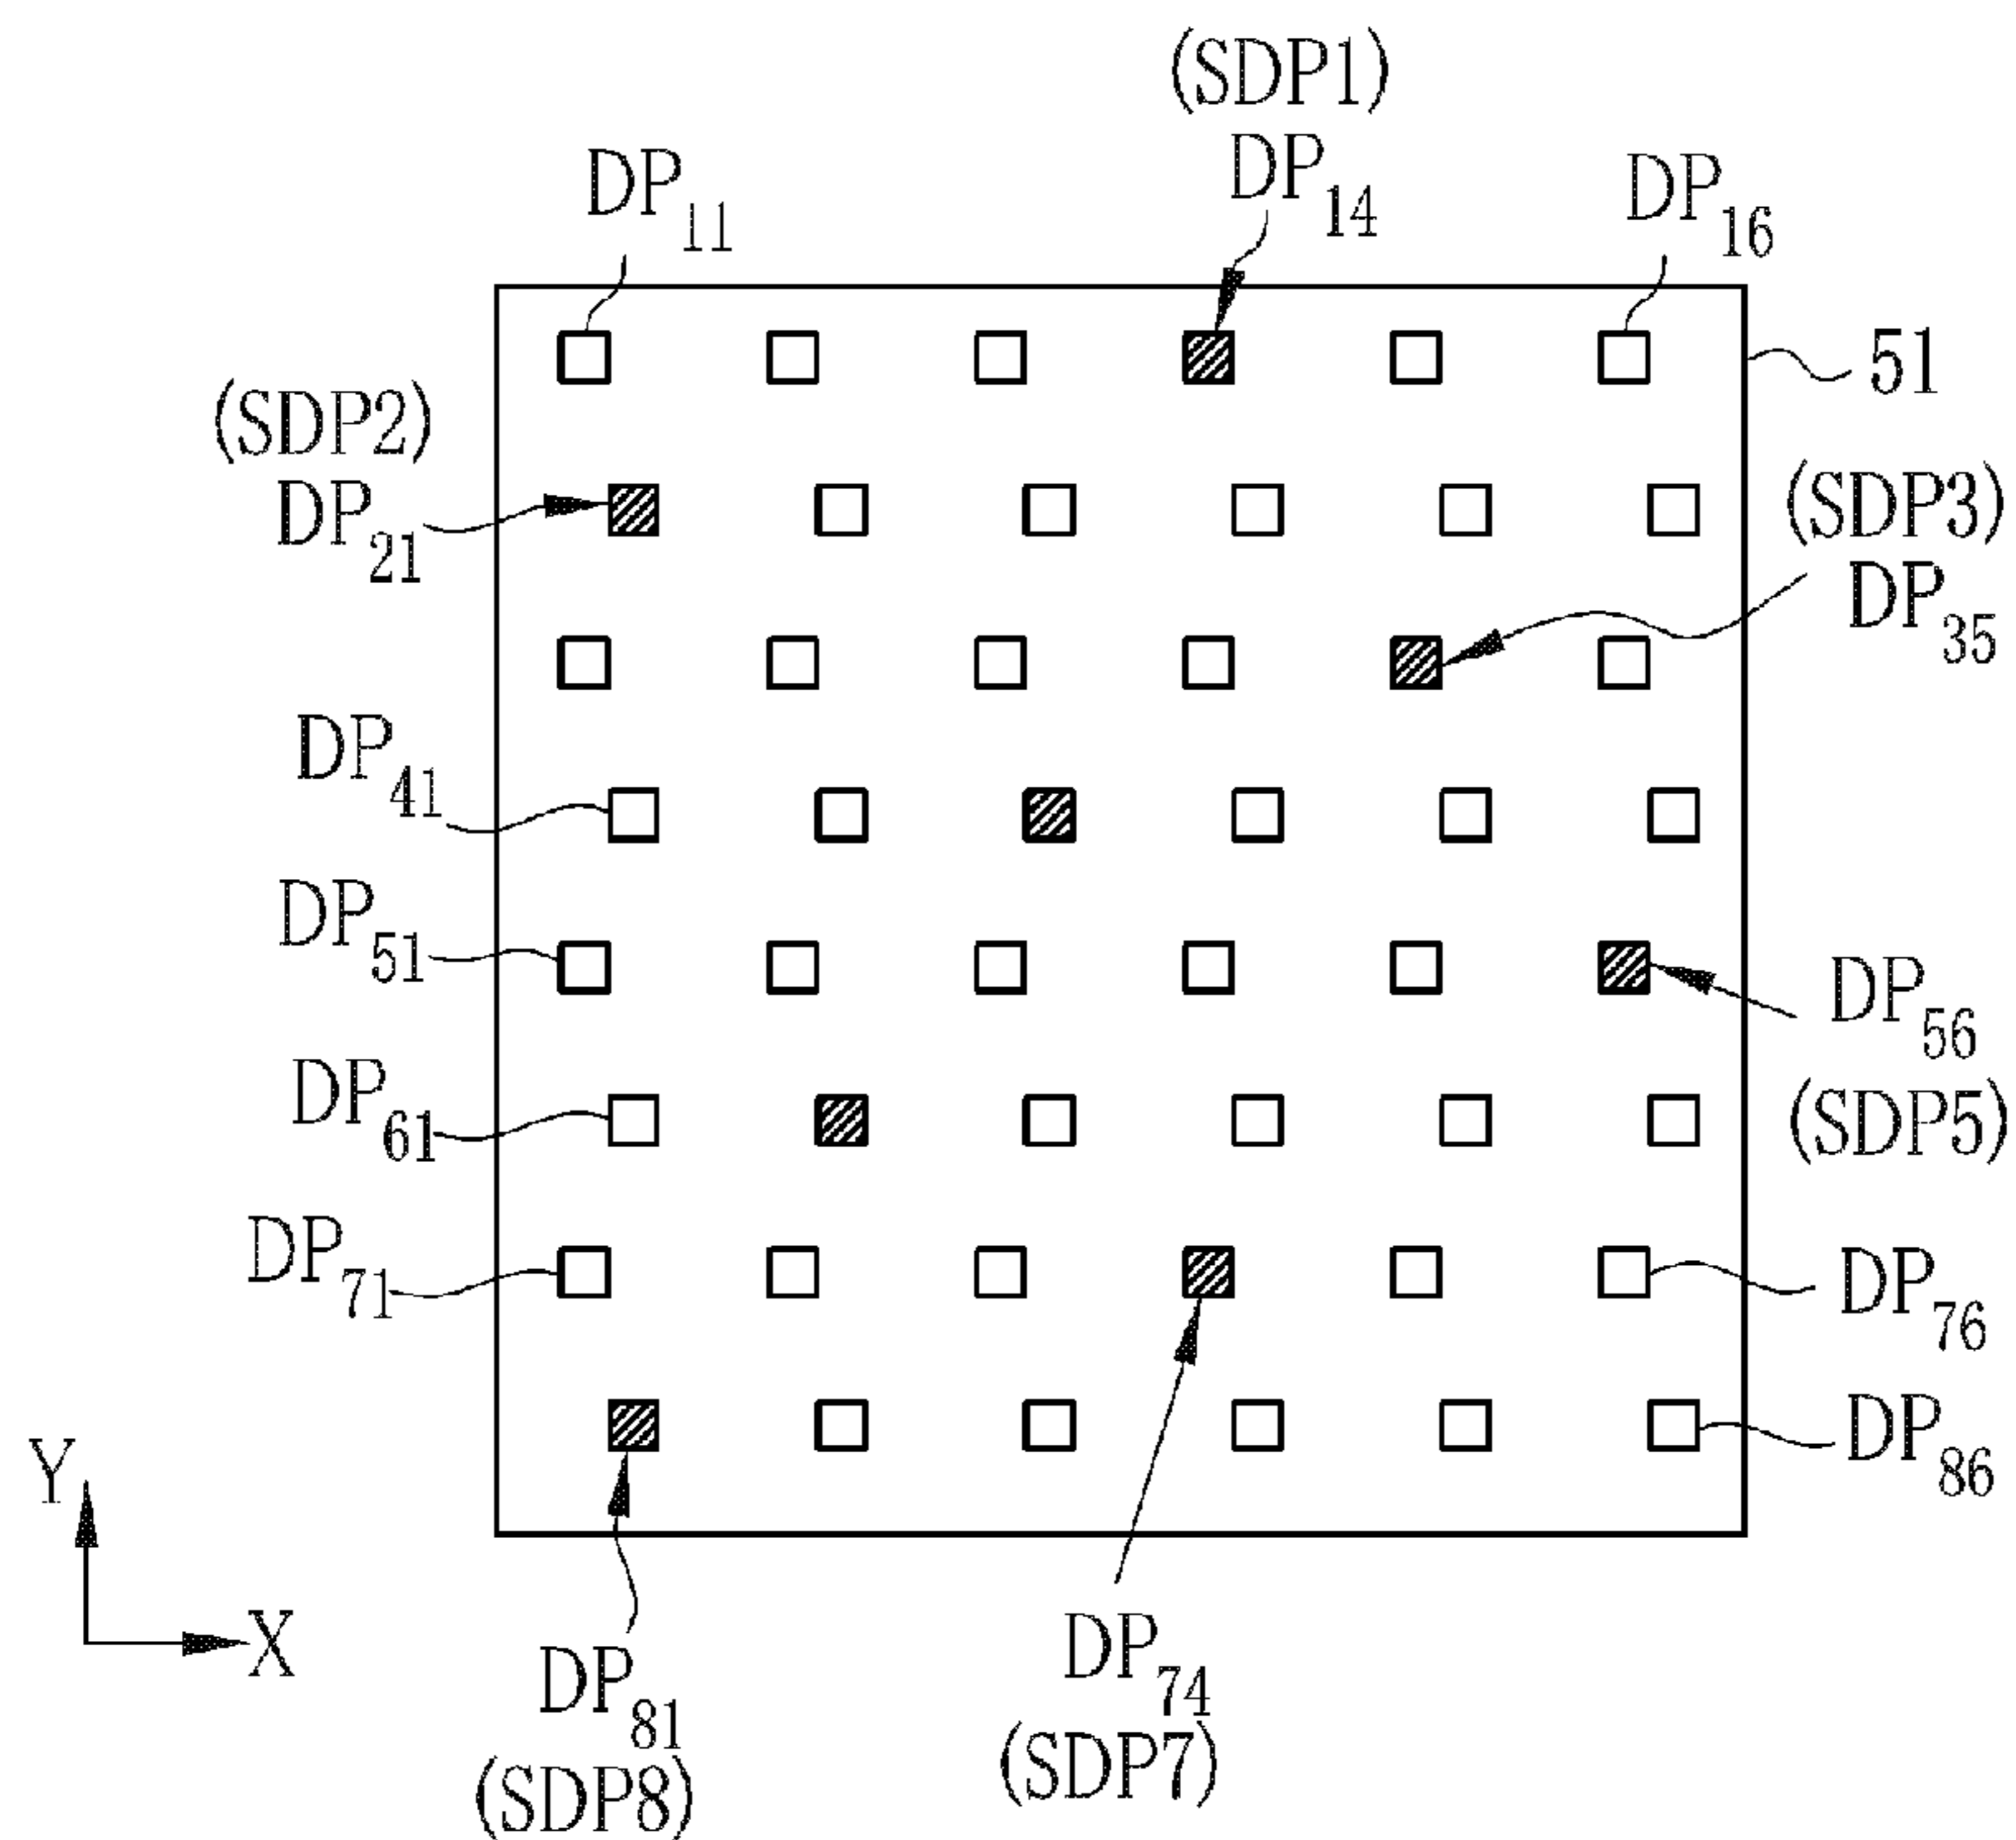 (SDP1)
DP11
DP14
DP16
51
(SDP2)
DP21
(SDP3)
DP35
DP41
DP51
DP56
(SDP5)
DP61
DP71
DP76
DP86
Y
X
DP81
(SDP8)
DP74
(SDP7)